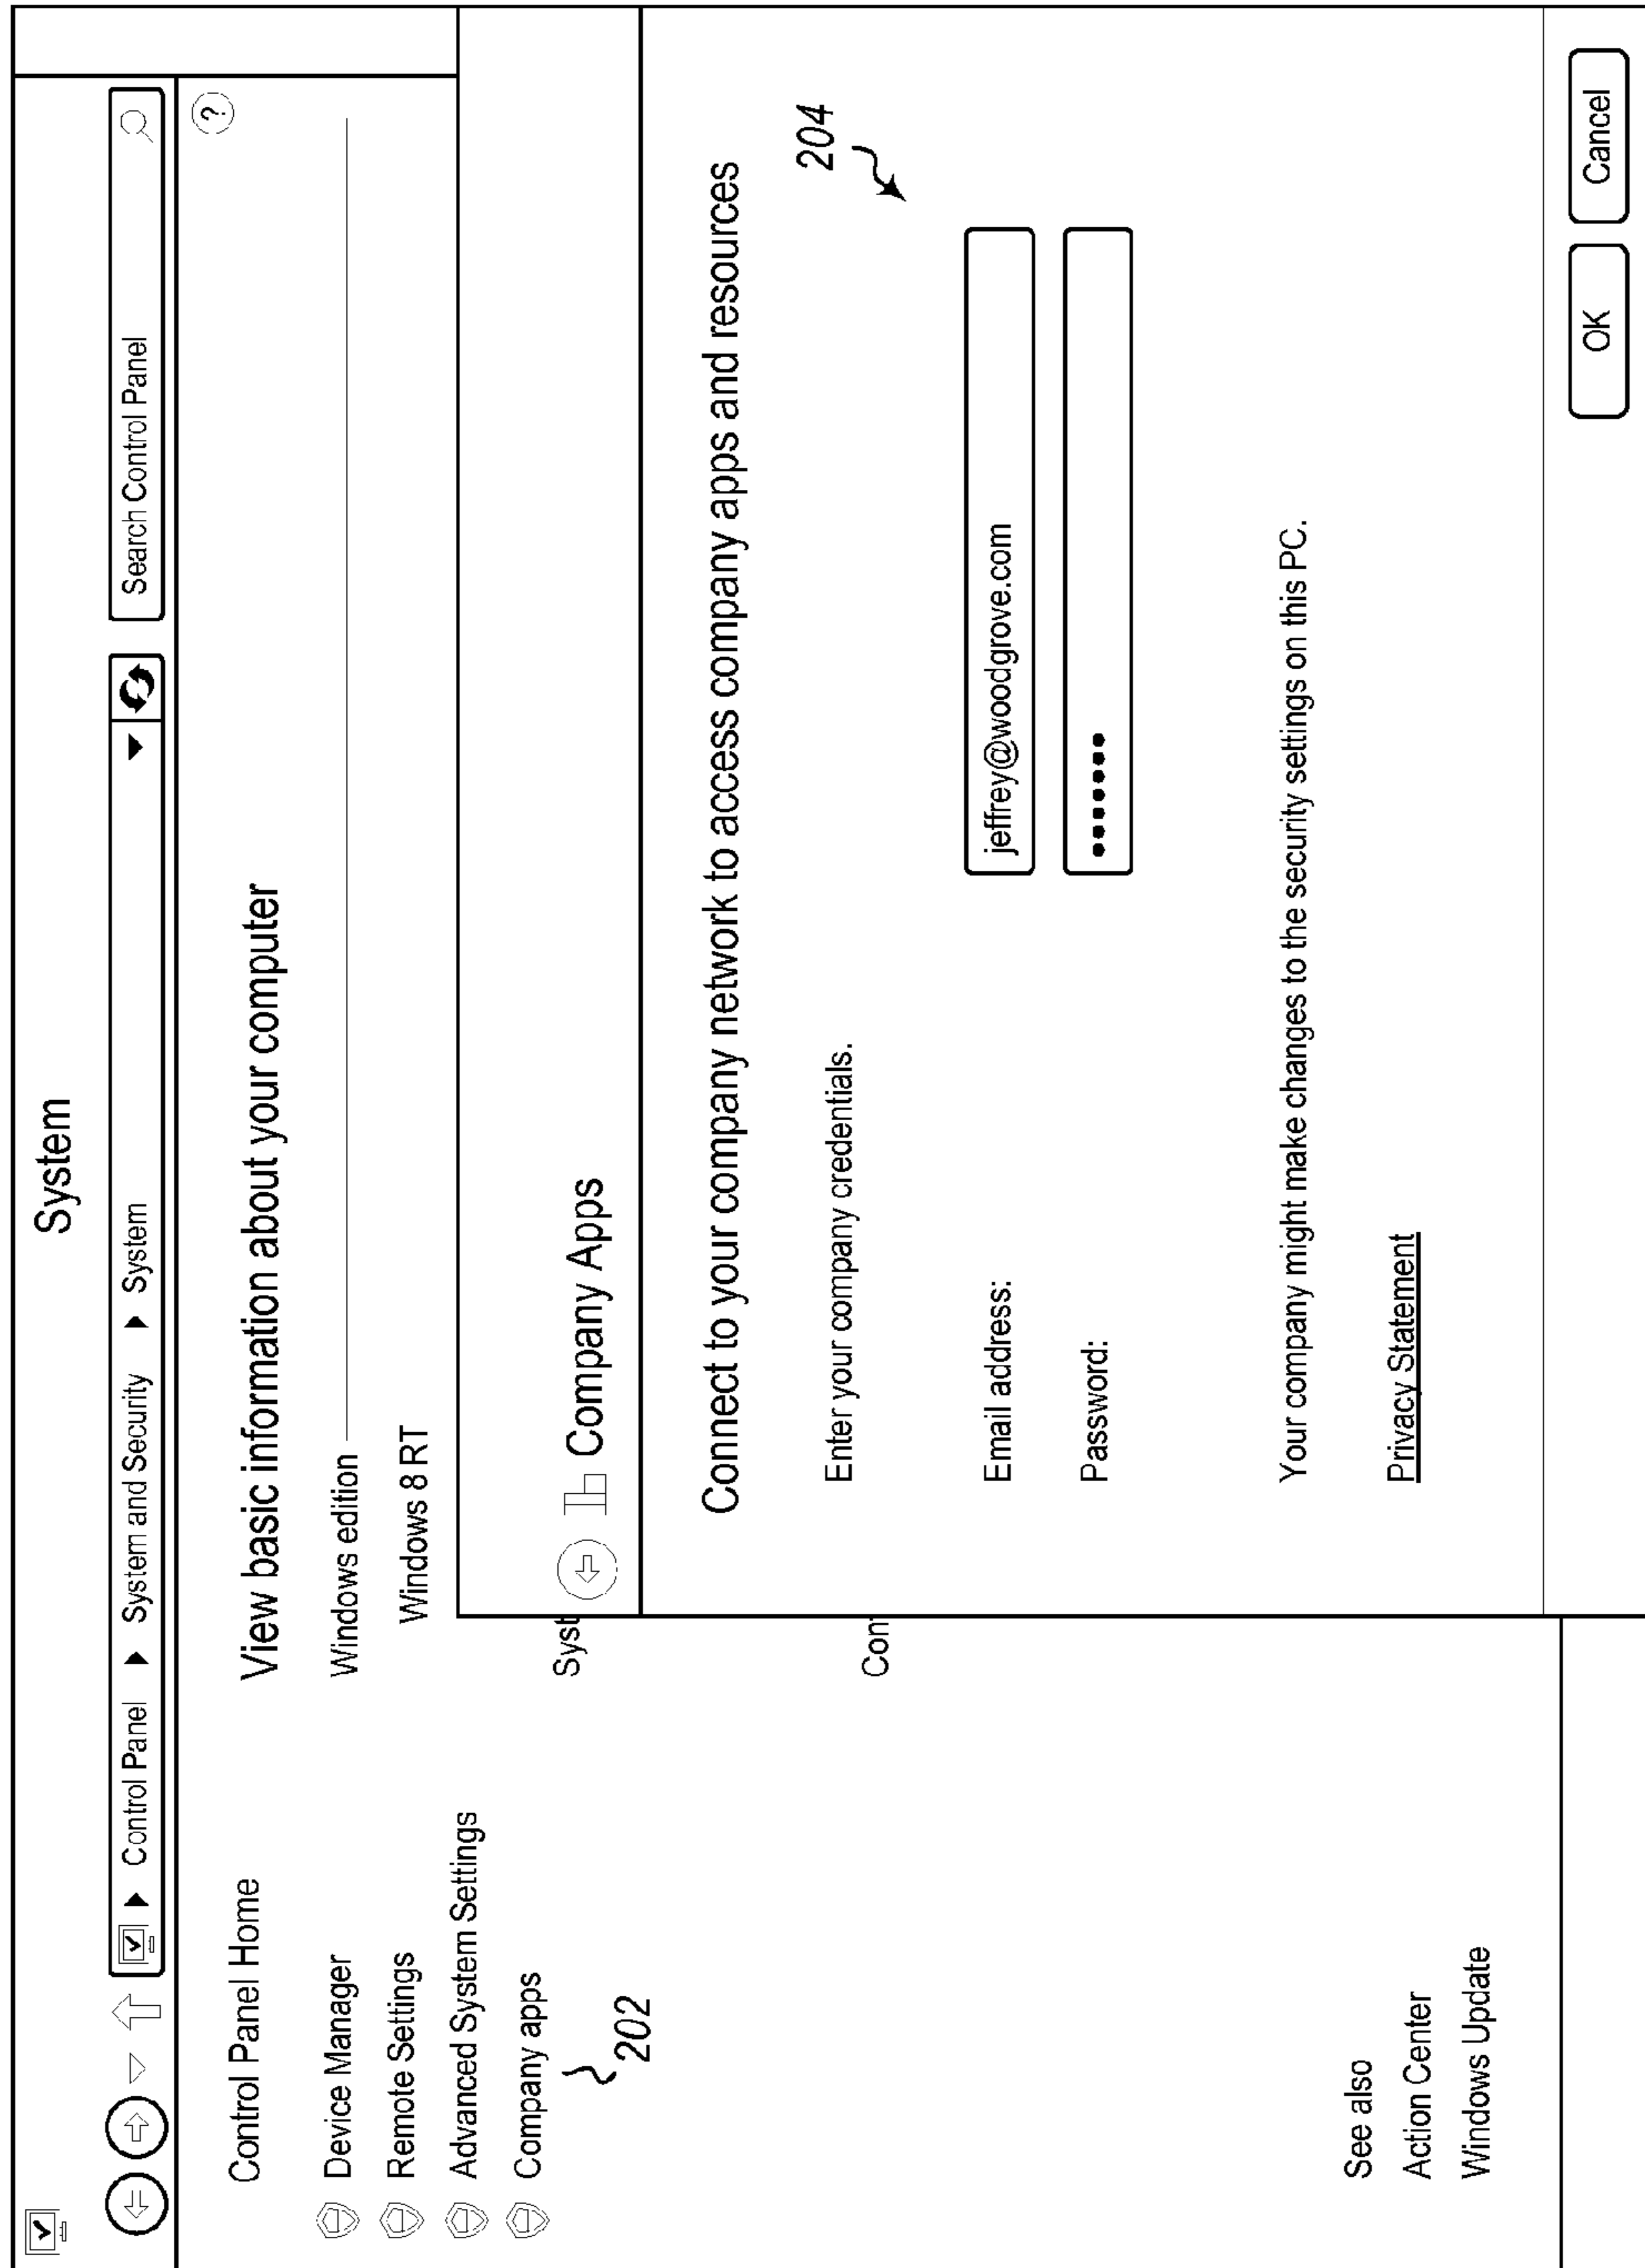 System
Control Panel System and Security System
Search Control Panel
?
Control Panel Home
Device Manager
Remote Settings
Advanced System Settings
Company apps
202
See also
Action Center
Windows Update
View basic information about your computer
Windows edition
Windows 8 RT
Syst
Con
Company Apps
Connect to your company network to access company apps and resources
204
Enter your company credentials.
Email address: jeffrey@woodgrove.com
Password: •••••••
Your company might make changes to the security settings on this PC.
Privacy Statement
OK Cancel